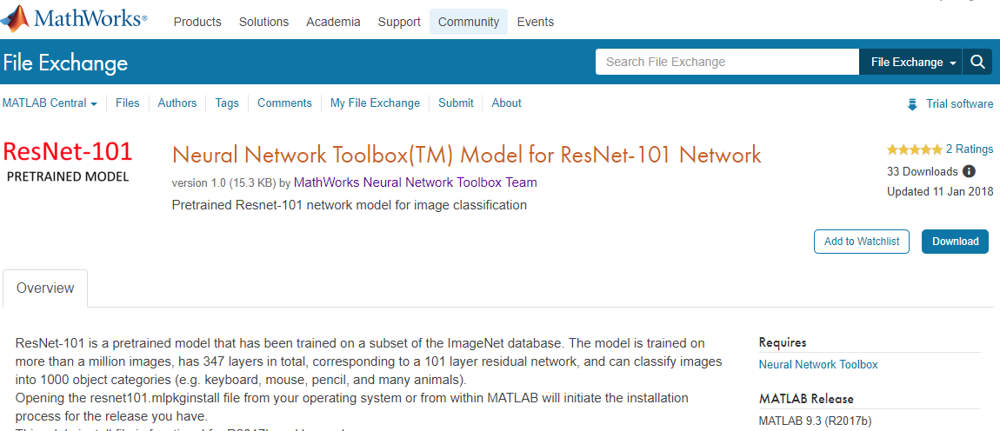 MathWorks®
Products Solutions Academia Support Community Events
File Exchange
Search File Exchange
File Exchange
MATLAB Central Files Authors Tags Comments My File Exchange Submit About
Trial software
ResNet-101
PRETRAINED MODEL
Neural Network Toolbox(TM) Model for ResNet-101 Network
version 1.0 (15.3 KB) by MathWorks Neural Network Toolbox Team
Pretrained Resnet-101 network model for image classification
2 Ratings
33 Downloads
Updated 11 Jan 2018
Add to Watchlist
Download
Overview
ResNet-101 is a pretrained model that has been trained on a subset of the ImageNet database. The model is trained on
more than a million images, has 347 layers in total, corresponding to a 101 layer residual network, and can classify images
into 1000 object categories (e.g. keyboard, mouse, pencil, and many animals).
Opening the resnet101.mlpkginstall file from your operating system or from within MATLAB will initiate the installation
process for the release you have.
Requires
Neural Network Toolbox
MATLAB Release
MATLAB 9.3 (R2017b)